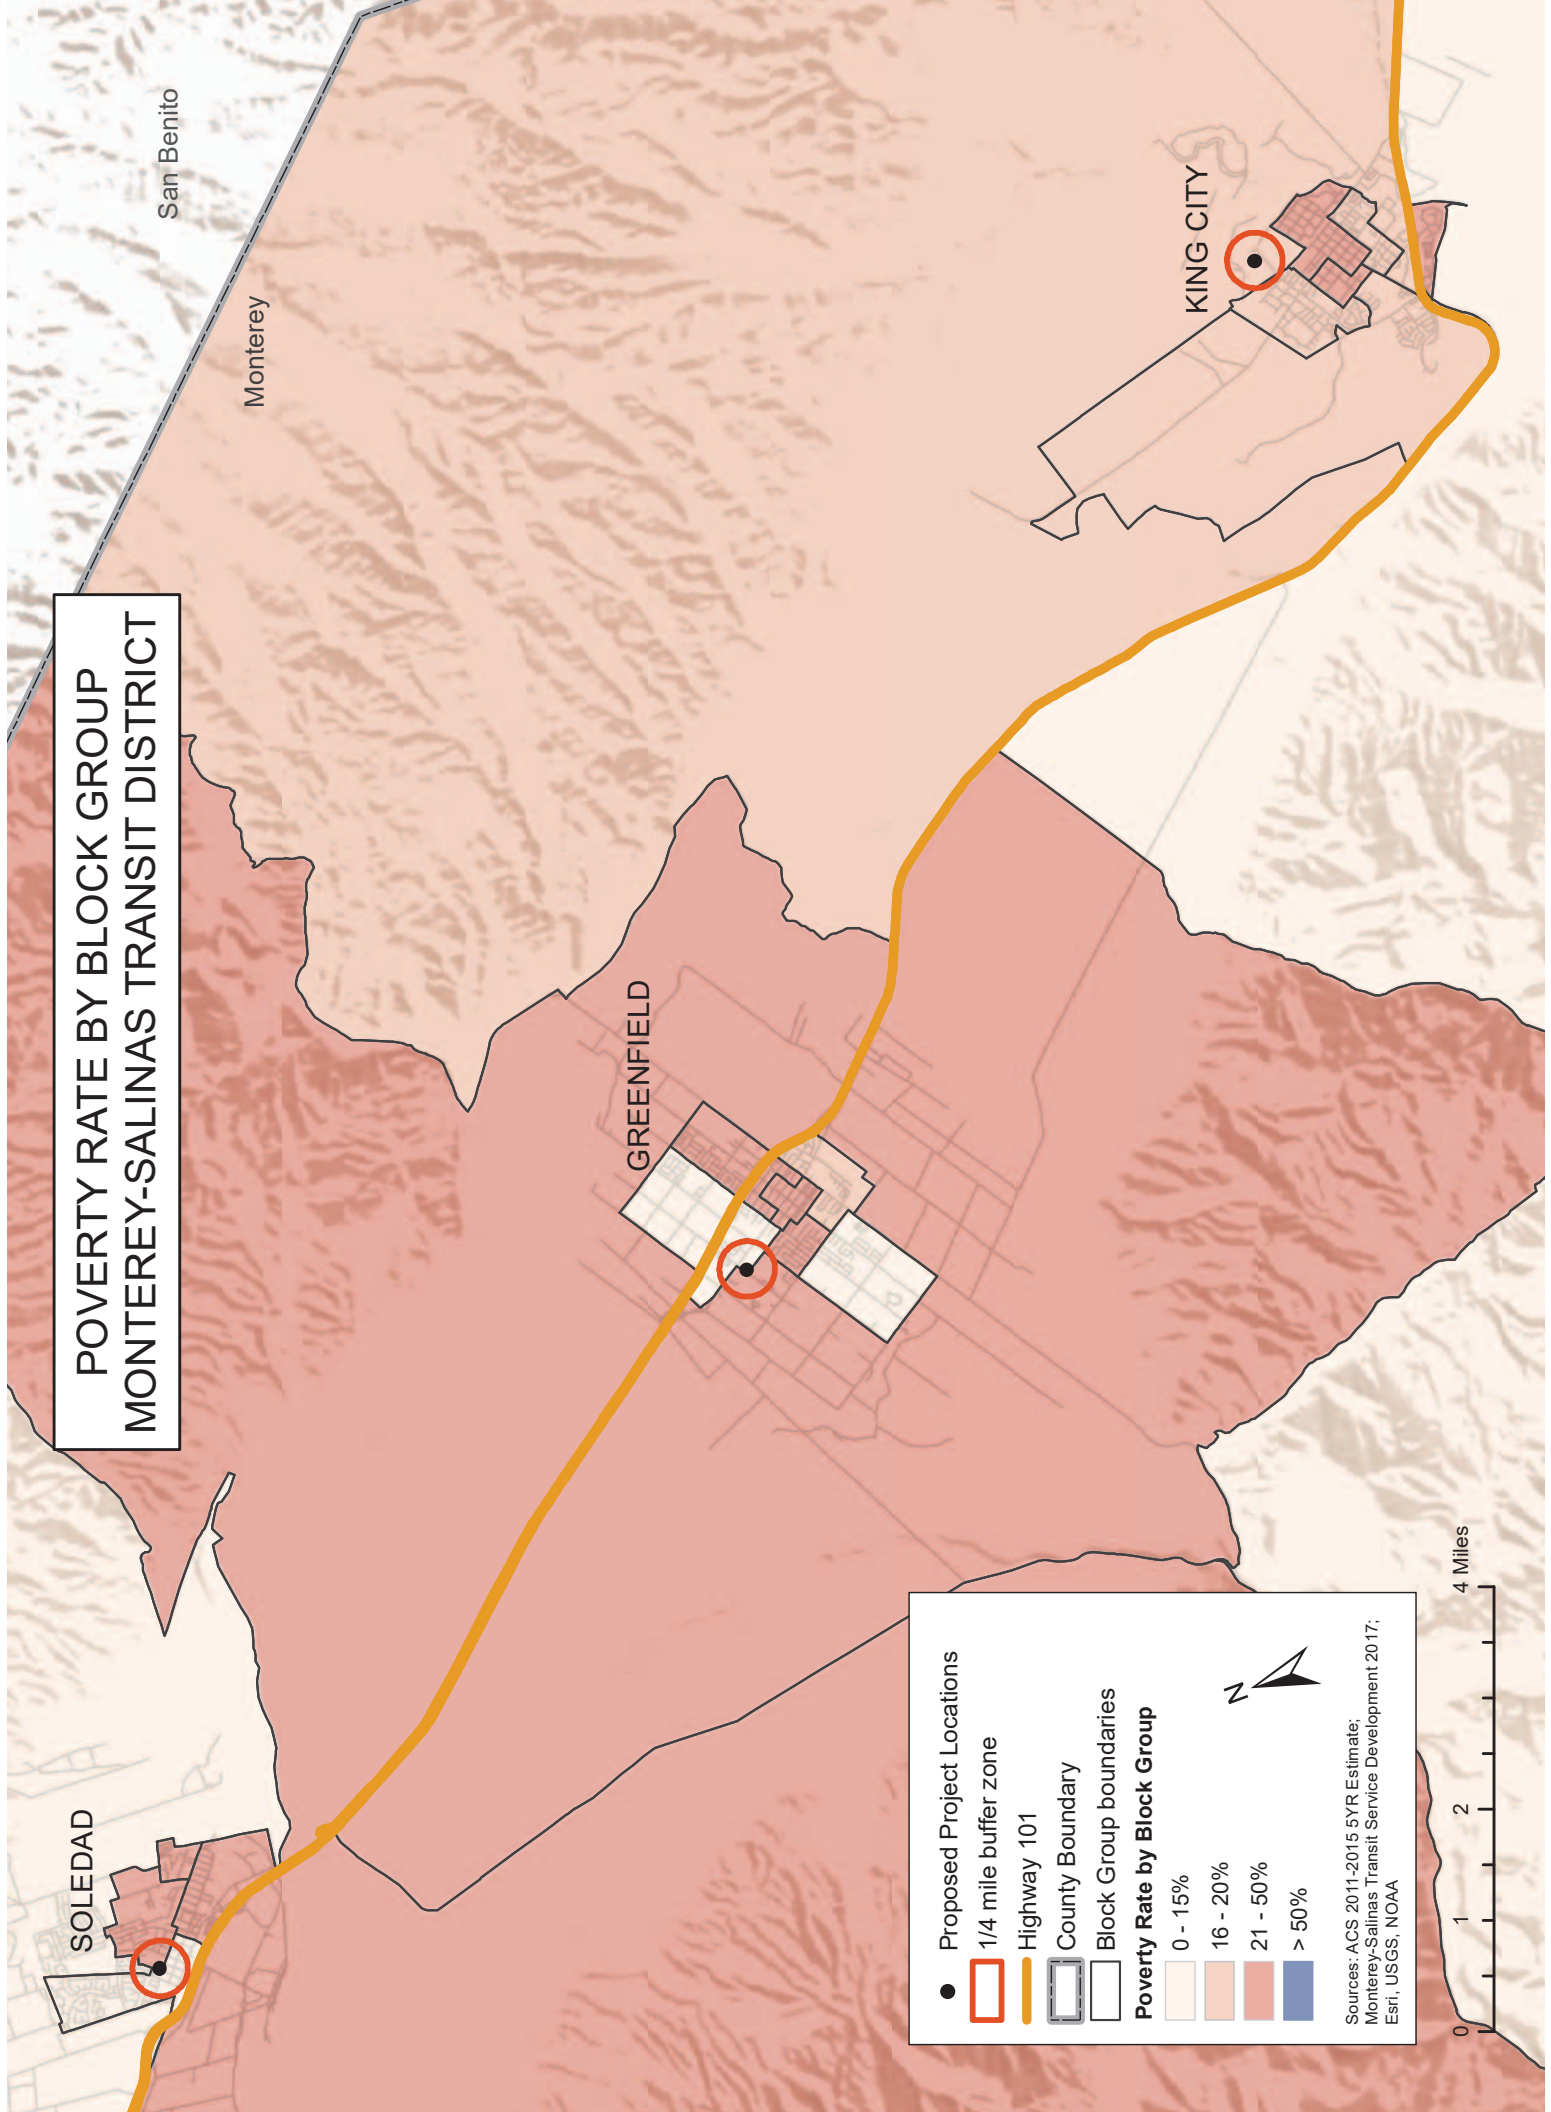 POVERTY RATE BY BLOCK GROUP
MONTEREY-SALINAS TRANSIT DISTRICT
San Benito
Monterey
SOLEDAD
GREENFIELD
KING CITY
Proposed Project Locations
1/4 mile buffer zone
Highway 101
County Boundary
Block Group boundaries
Poverty Rate by Block Group
0 - 15%
16 - 20%
21 - 50%
> 50%
N
Sources: ACS 2011-2015 5YR Estimate;
Monterey-Salinas Transit Service Development 2017;
Esri, USGS, NOAA
0 1 2 4 Miles